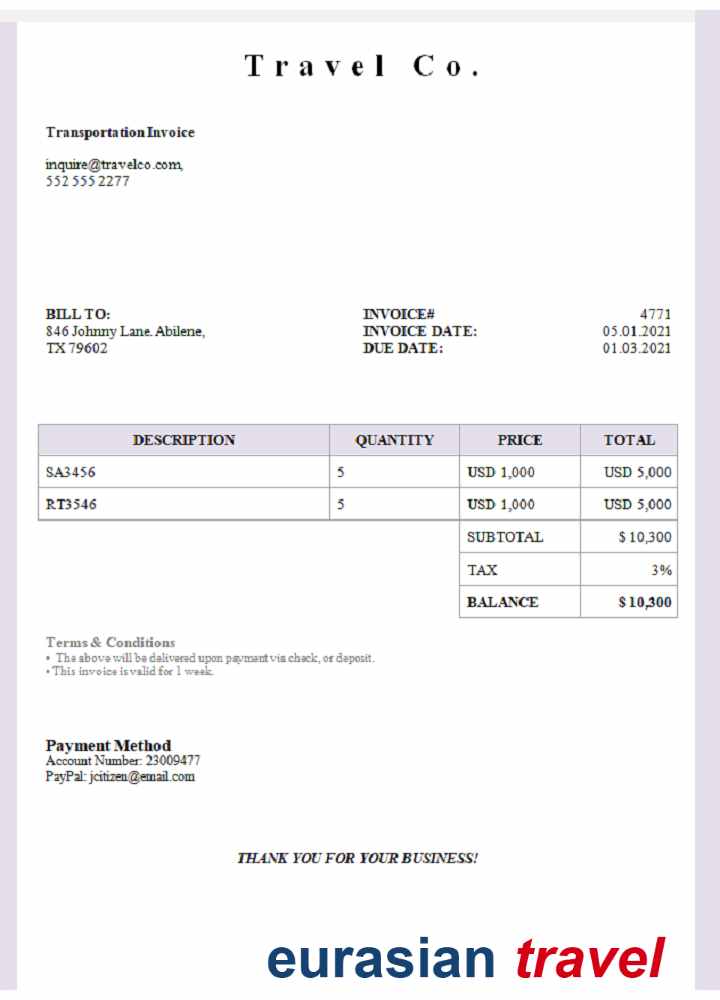 Travel Co.
Transportation Invoice
inquire@travelco.com,
552 555 2277
BILL TO:
846 Johnny Lane. Abilene,
TX 79602
INVOICE# 4771
INVOICE DATE: 05.01.2021
DUE DATE: 01.03.2021
DESCRIPTION QUANTITY PRICE TOTAL
SA3456 5 USD 1,000 USD 5,000
RT3546 5 USD 1,000 USD 5,000
SUBTOTAL $ 10,300
TAX 3%
BALANCE $ 10,300
Terms & Conditions
• The above will be delivered upon payment via check, or deposit.
• This invoice is valid for 1 week.
Payment Method
Account Number: 23009477
PayPal: jcitizen@email.com
THANK YOU FOR YOUR BUSINESS!
eurasian travel